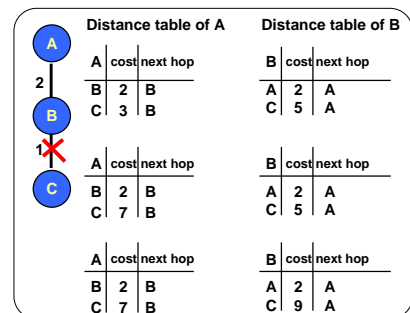 Distance table of A
Distance table of B
A
2
B
1
C
A cost next hop
B 2 B
C 3 B
B cost next hop
A 2 A
C 5 A
A cost next hop
B 2 B
C 7 B
B cost next hop
A 2 A
C 5 A
A cost next hop
B 2 B
C 7 B
B cost next hop
A 2 A
C 9 A